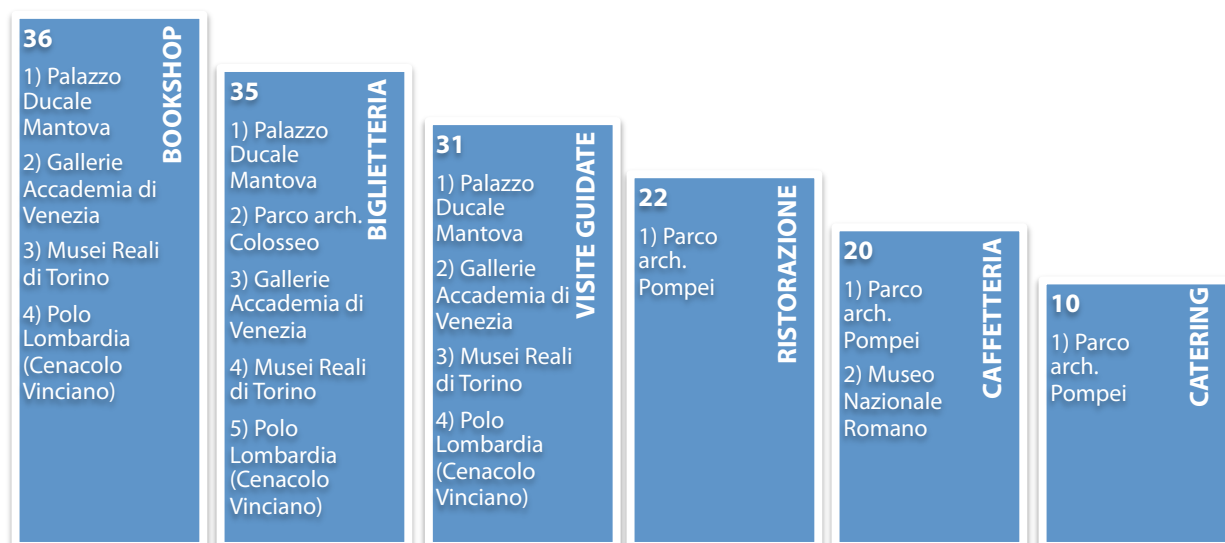 36
BOOKSHOP
1) Palazzo
Ducale
Mantova
2) Gallerie
Accademia di
Venezia
3) Musei Reali
di Torino
4) Polo
Lombardia
(Cenacolo
Vinciano)
35
BIGLIETTERIA
1) Palazzo
Ducale
Mantova
2) Parco arch.
Colosseo
3) Gallerie
Accademia di
Venezia
4) Musei Reali
di Torino
5) Polo
Lombardia
(Cenacolo
Vinciano)
31
VISITE GUIDATE
1) Palazzo
Ducale
Mantova
2) Gallerie
Accademia di
Venezia
3) Musei Reali
di Torino
4) Polo
Lombardia
(Cenacolo
Vinciano)
22
RISTORAZIONE
1) Parco
arch.
Pompei
20
CAFFETTERIA
1) Parco
arch.
Pompei
2) Museo
Nazionale
Romano
10
CATERING
1) Parco
arch.
Pompei